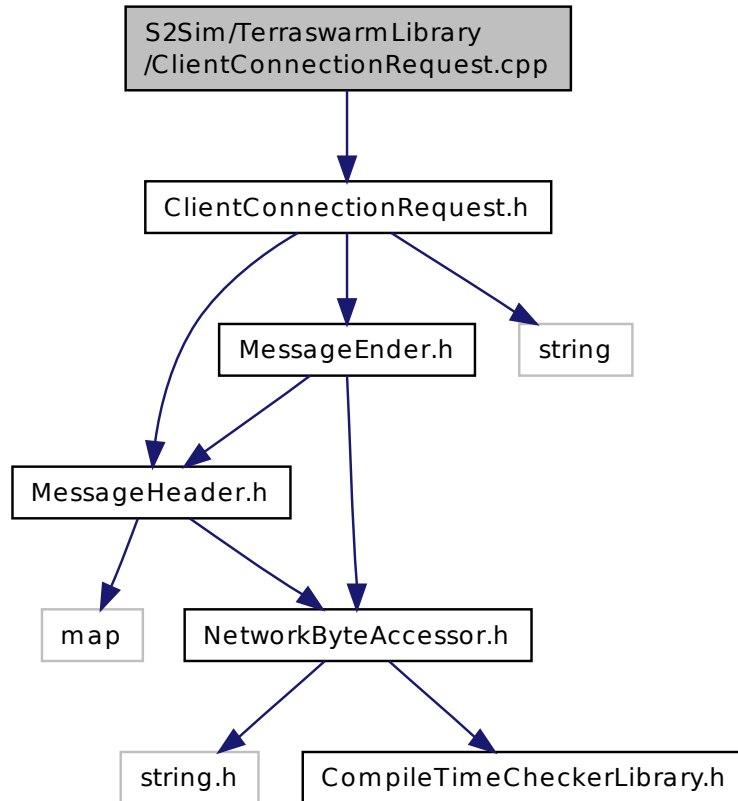 S2Sim/TerraswarmLibrary
/ClientConnectionRequest.cpp
ClientConnectionRequest.h
MessageEnder.h
string
MessageHeader.h
map
NetworkByteAccessor.h
string.h
CompileTimeCheckerLibrary.h